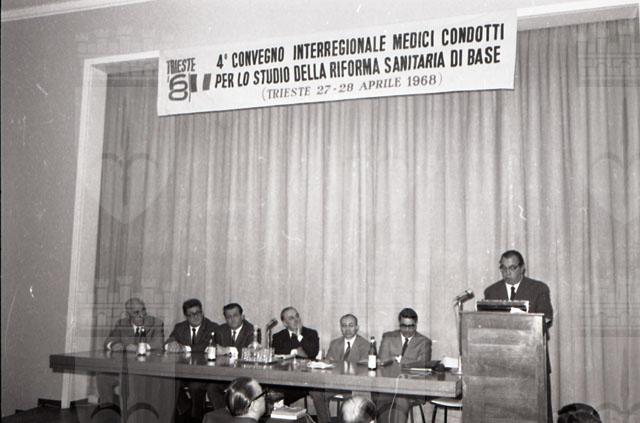 TRIESTE
68
4° CONVEGNO INTERREGIONALE MEDICI CONDOTTI
PER LO STUDIO DELLA RIFORMA SANITARIA DI BASE
(TRIESTE 27-28 APRILE 1968)